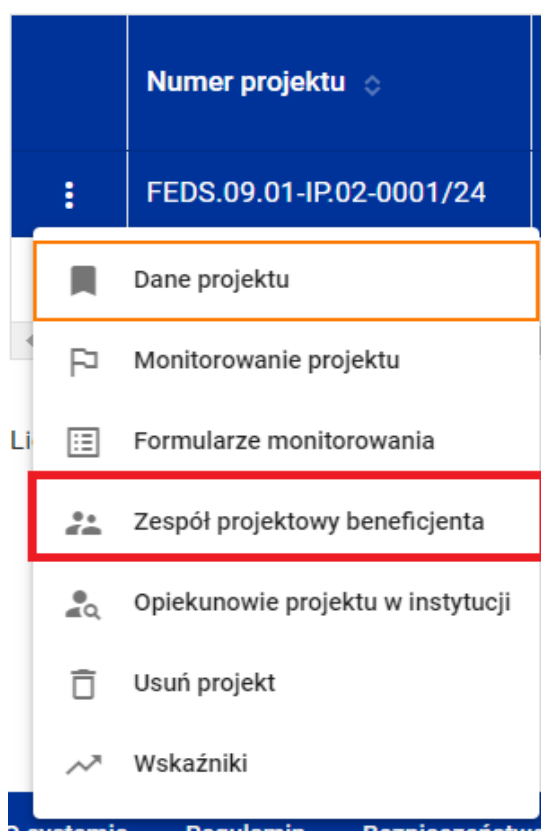 Numer projektu
FEDS.09.01-IP.02-0001/24
Dane projektu
Monitorowanie projektu
Li
Formularze monitorowania
Zespół projektowy beneficjenta
Opiekunowie projektu w instytucji
Usuń projekt
Wskaźniki